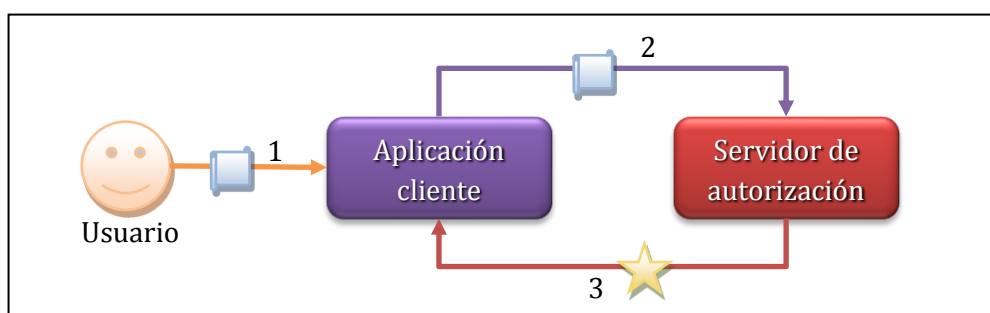 2
1
Aplicación
cliente
Servidor de
autorización
Usuario
3